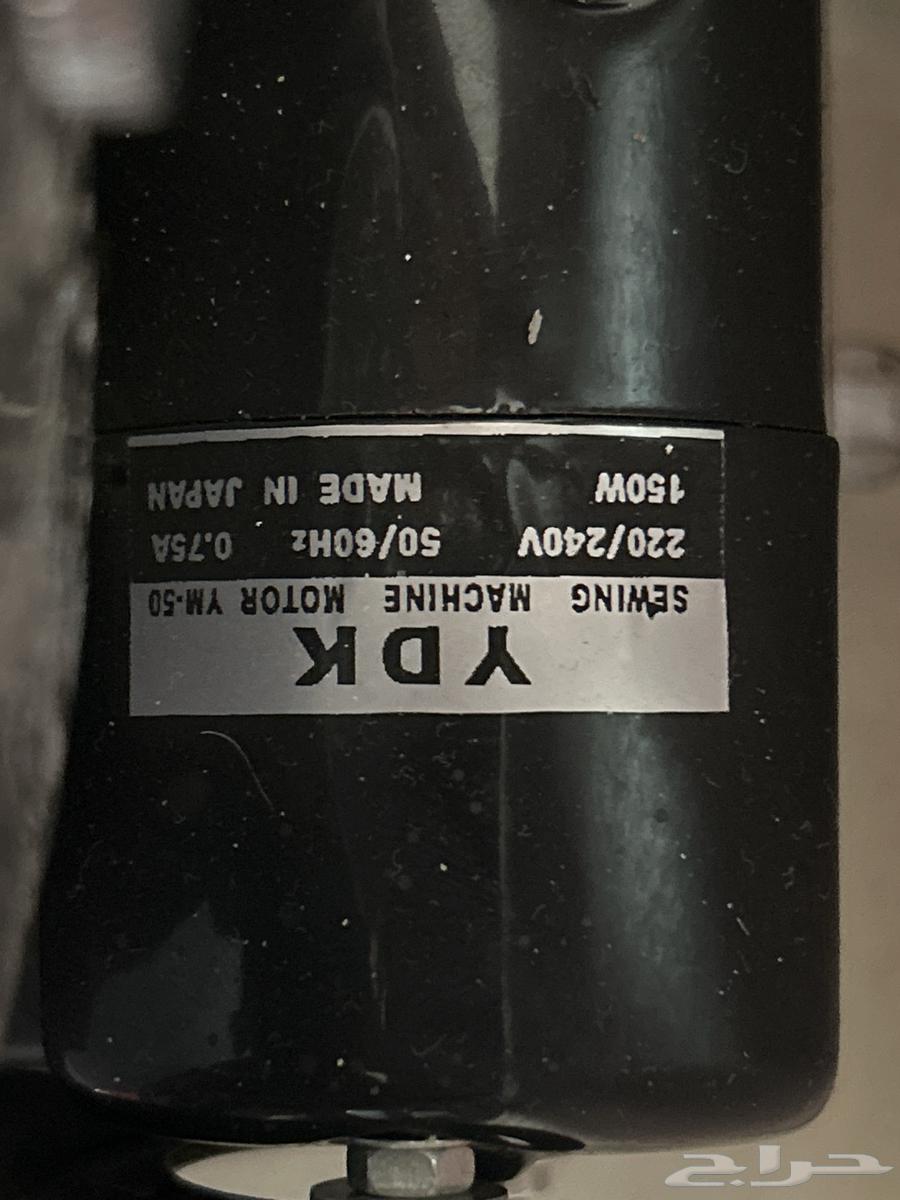 YDK
SEWING MACHINE MOTOR YM-50
220/240V 50/60Hz 0.75A
150W MADE IN JAPAN
حراج